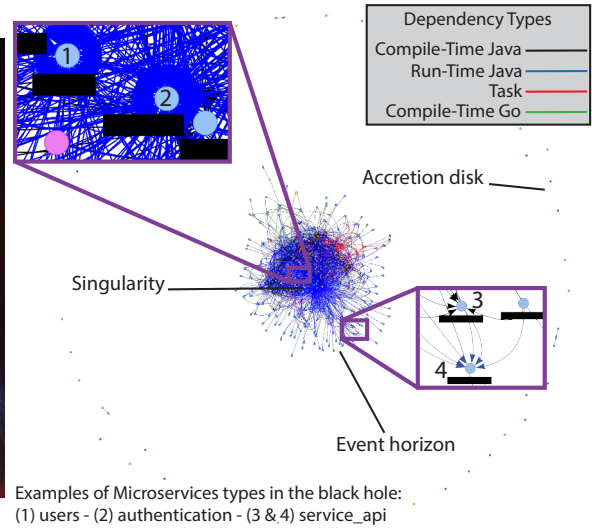 Dependency Types
Compile-Time Java
Run-Time Java
Task
Compile-Time Go
1
2
Accretion disk
Singularity
3
4
Event horizon
Examples of Microservices types in the black hole:
(1) users - (2) authentication - (3 & 4) service_api